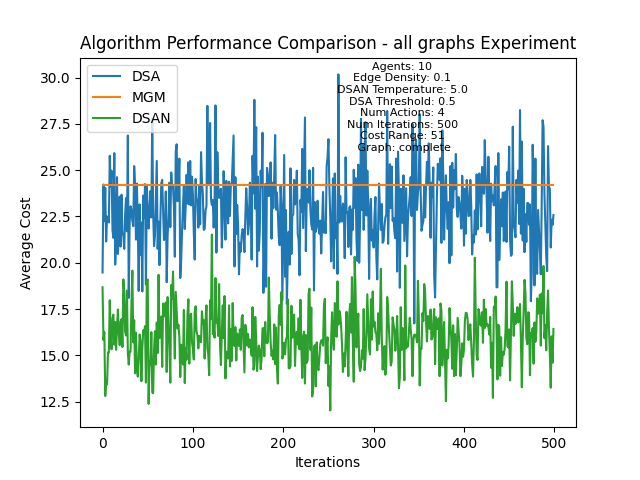 Algorithm Performance Comparison - all graphs Experiment
DSA
MGM
DSAN
Agents: 10
Edge Density: 0.1
DSAN Temperature: 5.0
DSA Threshold: 0.5
Num Actions: 4
Num Iterations: 500
Cost Range: 51
Graph: complete
Average Cost
30.0
27.5
25.0
22.5
20.0
17.5
15.0
12.5
0
100
200
300
400
500
Iterations